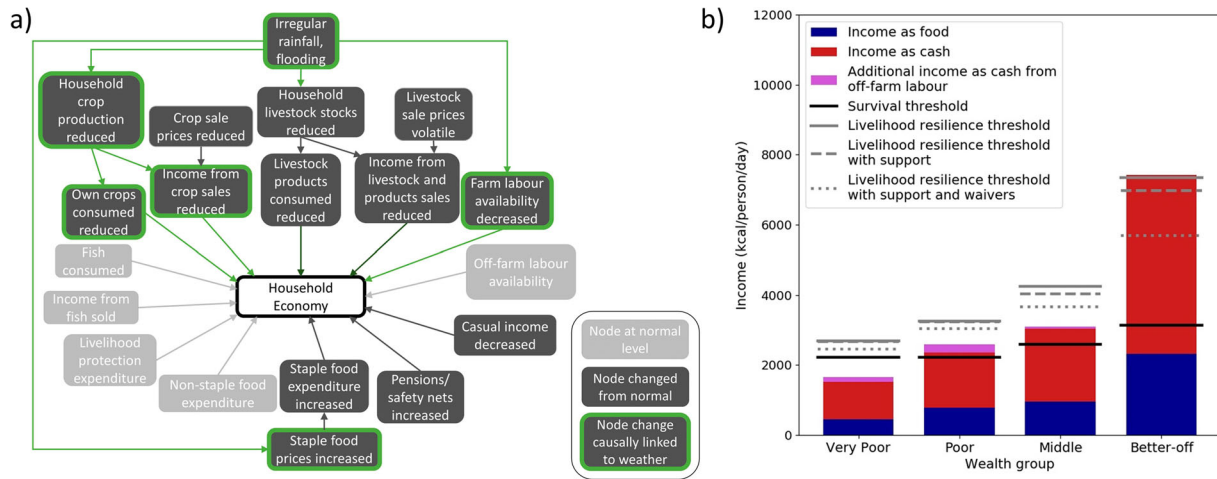 a)
Irregular
rainfall,
flooding
Household
crop
production
reduced
Crop sale
prices reduced
Household
livestock stocks
reduced
Livestock
sale prices
volatile
Own crops
consumed
reduced
Income from
crop sales
reduced
Livestock
products
consumed
reduced
Income from
livestock and
products sales
reduced
Farm labour
availability
decreased
Fish
consumed
Off-farm labour
availability
Household
Economy
Income from
fish sold
Livelihood
protection
expenditure
Non-staple food
expenditure
Staple food
expenditure
increased
Pensions/
safety nets
increased
Casual income
decreased
Staple food
prices increased
Node at normal
level
Node changed
from normal
Node change
causally linked
to weather
b)
12000
10000
8000
6000
4000
2000
0
Income (kcal/person/day)
Income as food
Income as cash
Additional income as cash from
off-farm labour
Survival threshold
Livelihood resilience threshold
Livelihood resilience threshold
with support
Livelihood resilience threshold
with support and waivers
Very Poor
Poor
Middle
Better-off
Wealth group